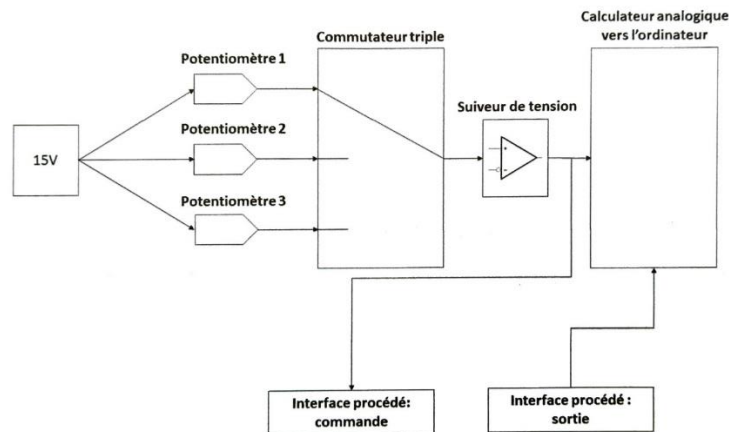 Calculateur analogique
vers l'ordinateur
Commutateur triple
Potentiomètre 1
Suiveur de tension
Potentiomètre 2
15V
Potentiomètre 3
Interface procédé:
commande
Interface procédé :
sortie